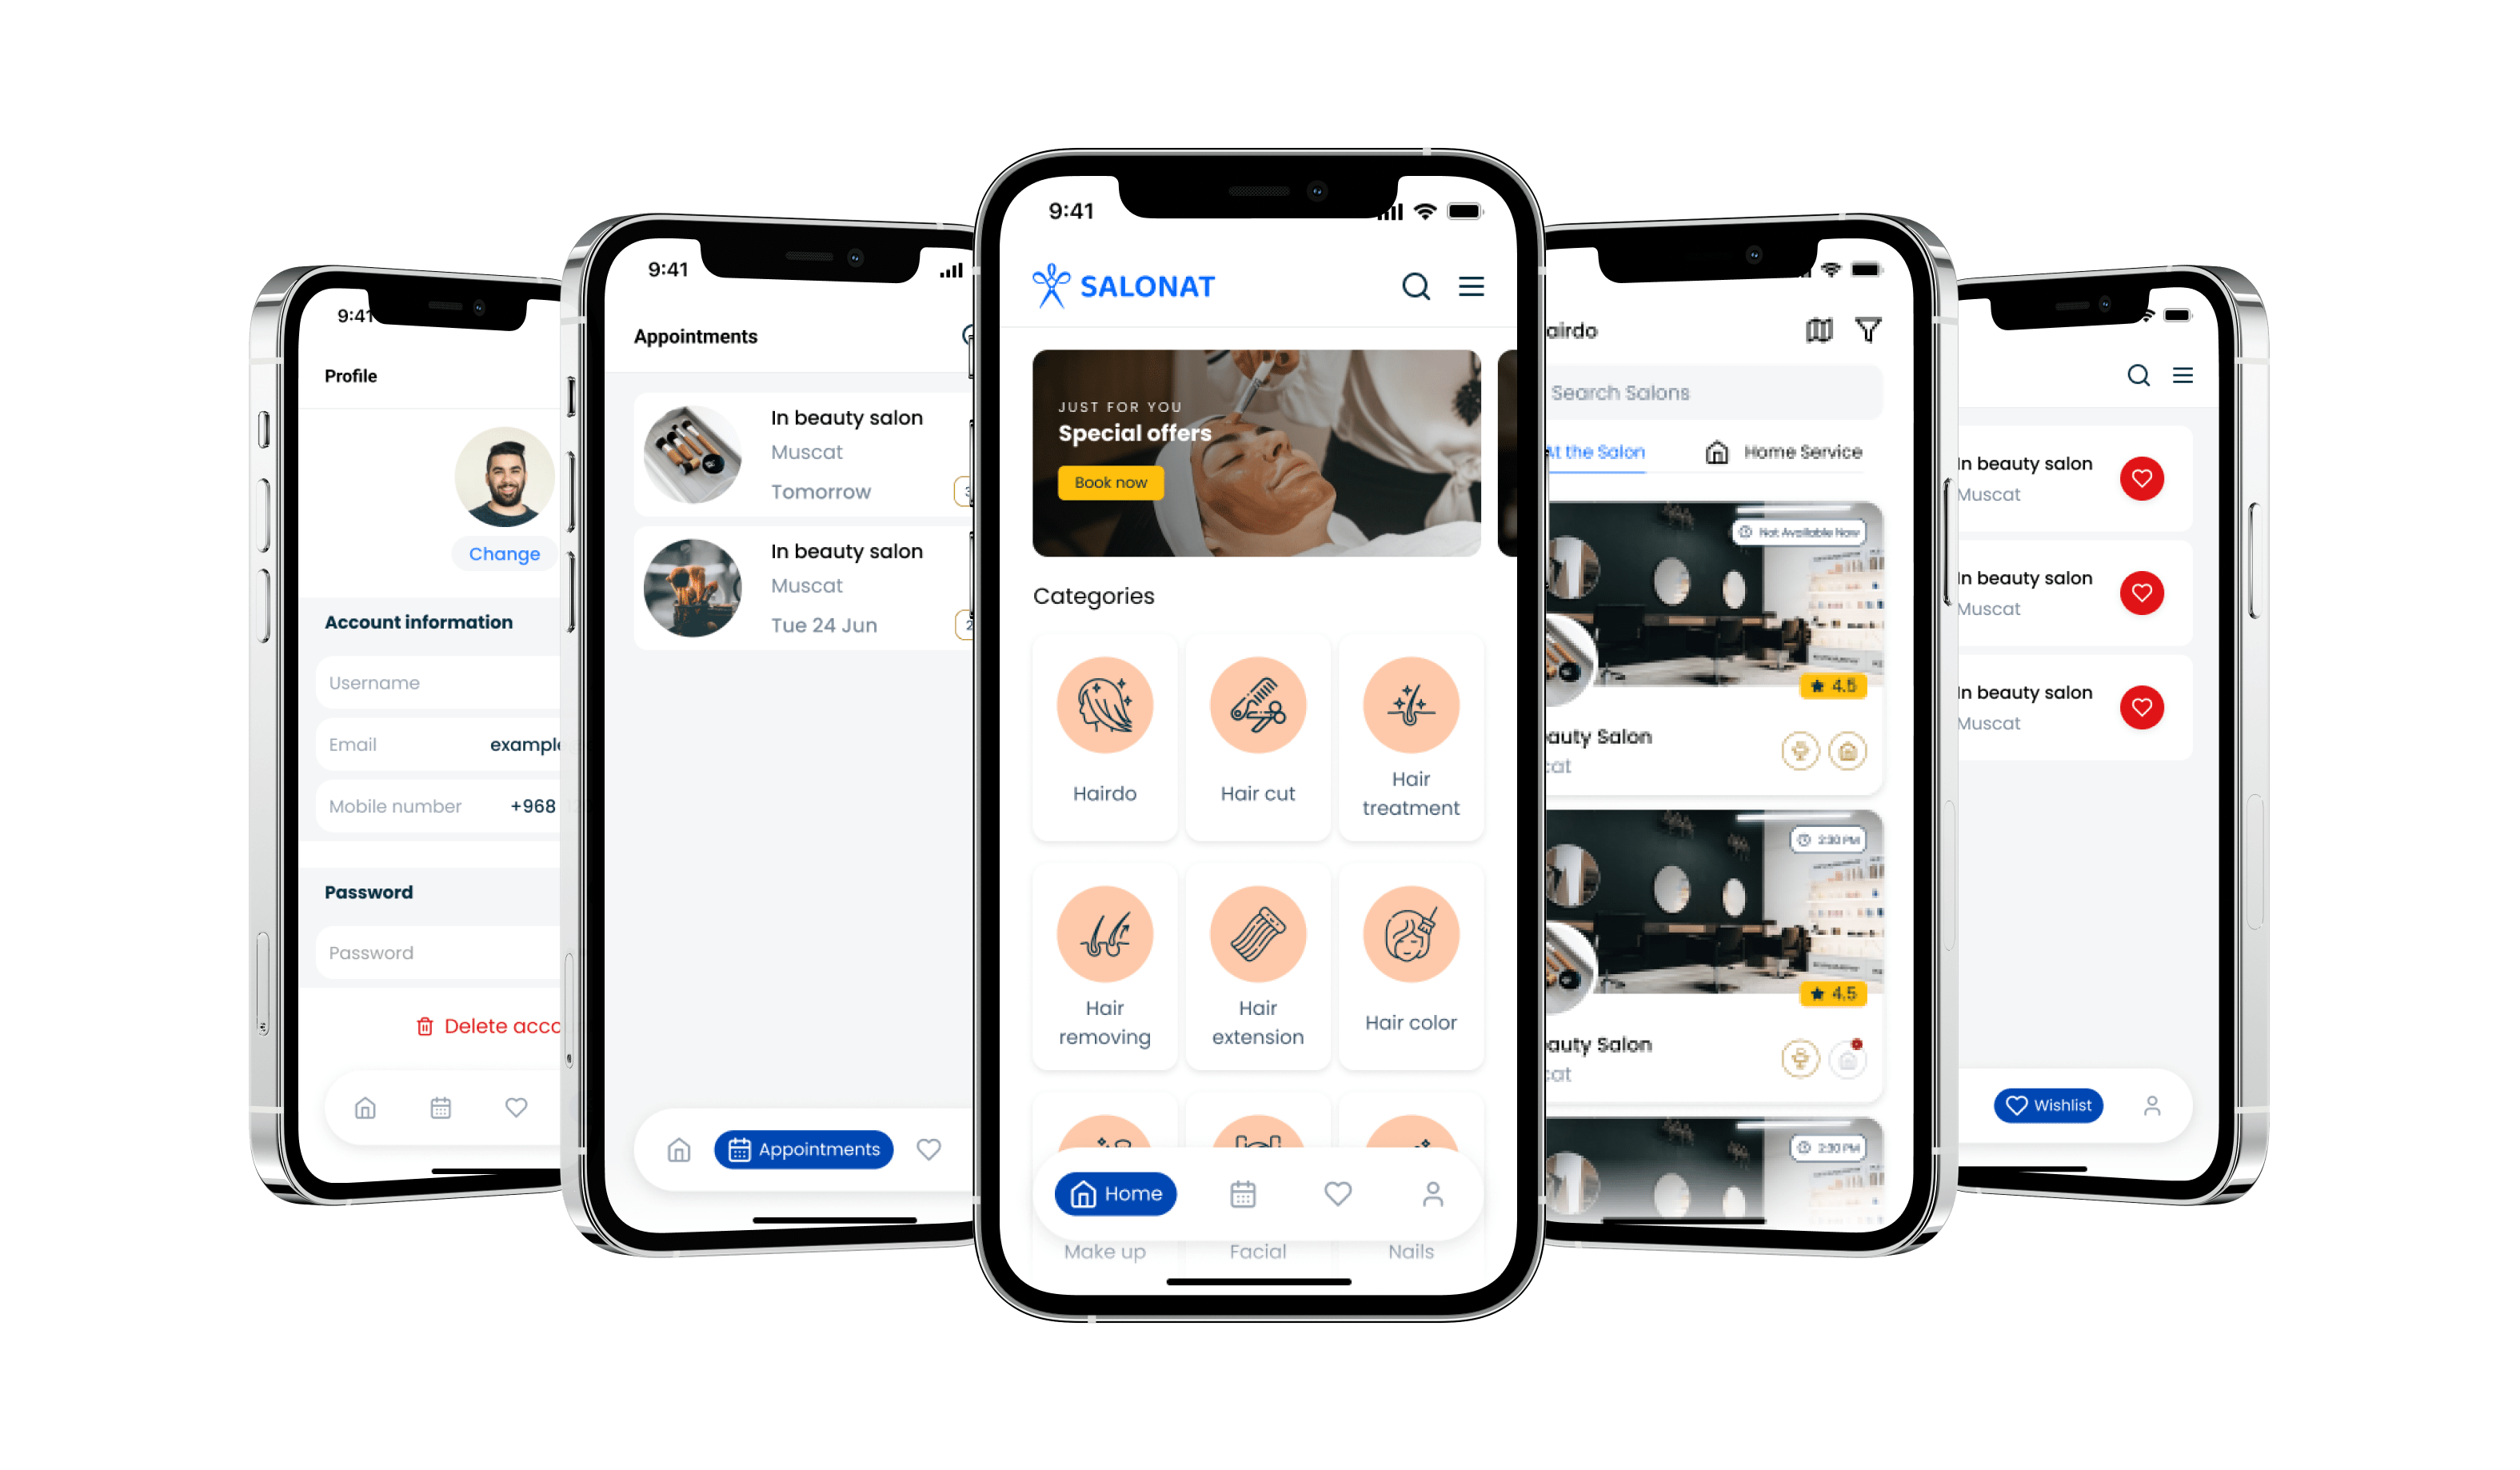 9:41
Profile
Change
Account information
Username
Email example
Mobile number +968
Password
Password
Delete acco
9:41
Appointments
In beauty salon
Muscat
Tomorrow
In beauty salon
Muscat
Tue 24 Jun
Appointments
9:41
SALONAT
JUST FOR YOU
Special offers
Book now
Categories
Hairdo
Hair cut
Hair
treatment
Hair
removing
Hair
extension
Hair color
Home
Make up
Facial
Nails
airdo
Search Salons
At the Salon
Home Service
Not Available Now
4.5
auty Salon
cat
2:30 PM
4.5
auty Salon
cat
2:30 PM
In beauty salon
Muscat
In beauty salon
Muscat
In beauty salon
Muscat
Wishlist